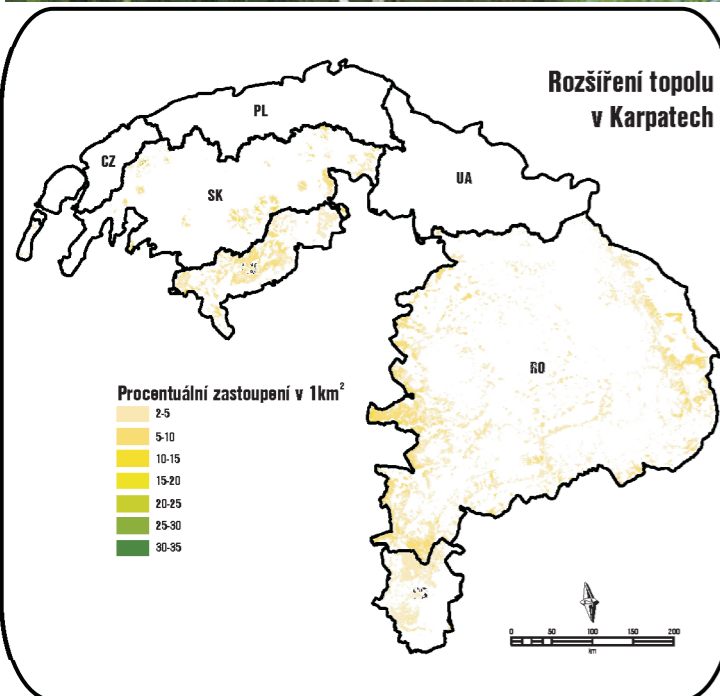 Rozšíření topolu
v Karpatech
PL
CZ
SK
UA
RO
Procentuální zastoupení v 1km²
2-5
5-10
10-15
15-20
20-25
25-30
30-35
0 50 100 150 200
km